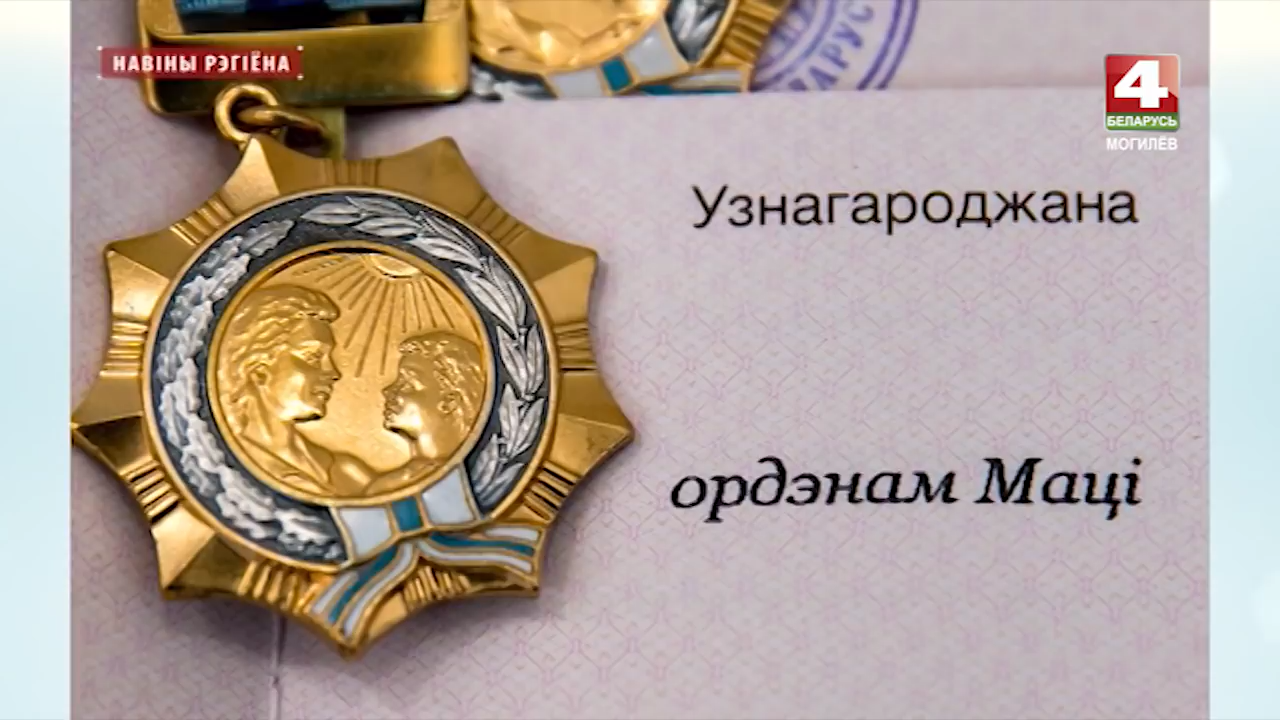 НАВІНЫ РЭГІЁНА
4
БЕЛАРУСЬ
МОГИЛЁВ
Узнагароджана
ордэнам Маці